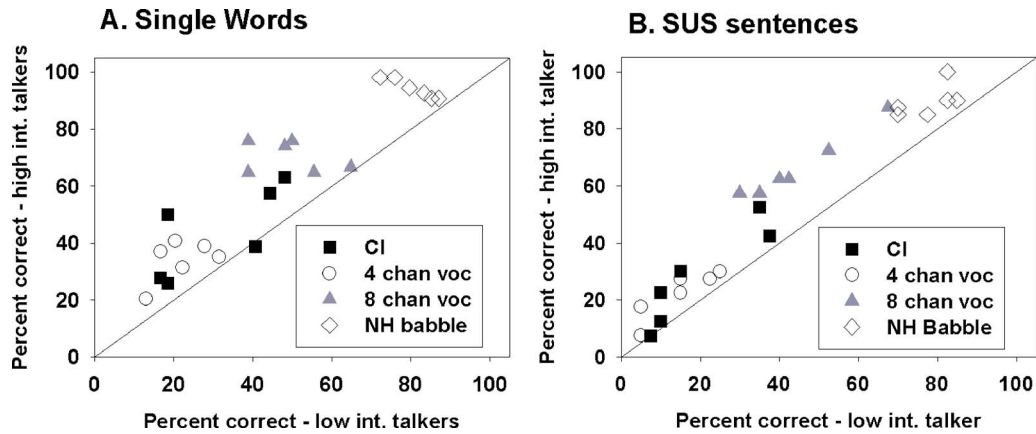 A. Single Words
Percent correct - high int. talkers
100
80
60
40
20
0
CI
4 chan voc
8 chan voc
NH babble
0 20 40 60 80 100
Percent correct - low int. talkers
B. SUS sentences
Percent correct - high int. talker
100
80
60
40
20
0
CI
4 chan voc
8 chan voc
NH Babble
0 20 40 60 80 100
Percent correct - low int. talker